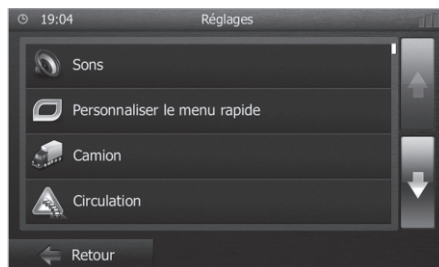 19:04 Réglages
Sons
Personnaliser le menu rapide
Camion
Circulation
Retour